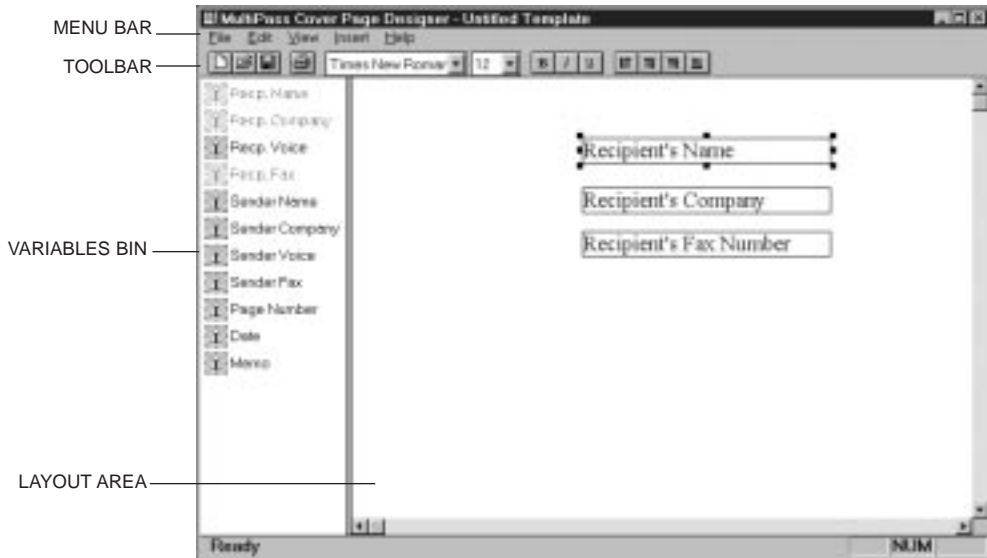 MultiPass Cover Page Designer - Untitled Template
MENU BAR
File Edit View Insert Help
TOOLBAR
Times New Roman 12 B I U
Recp. Name
Recp. Company
Recp. Voice
Recp. Fax
Sender Name
Sender Company
VARIABLES BIN
Sender Voice
Sender Fax
Page Number
Date
Memo
Recipient's Name
Recipient's Company
Recipient's Fax Number
LAYOUT AREA
Ready NUM